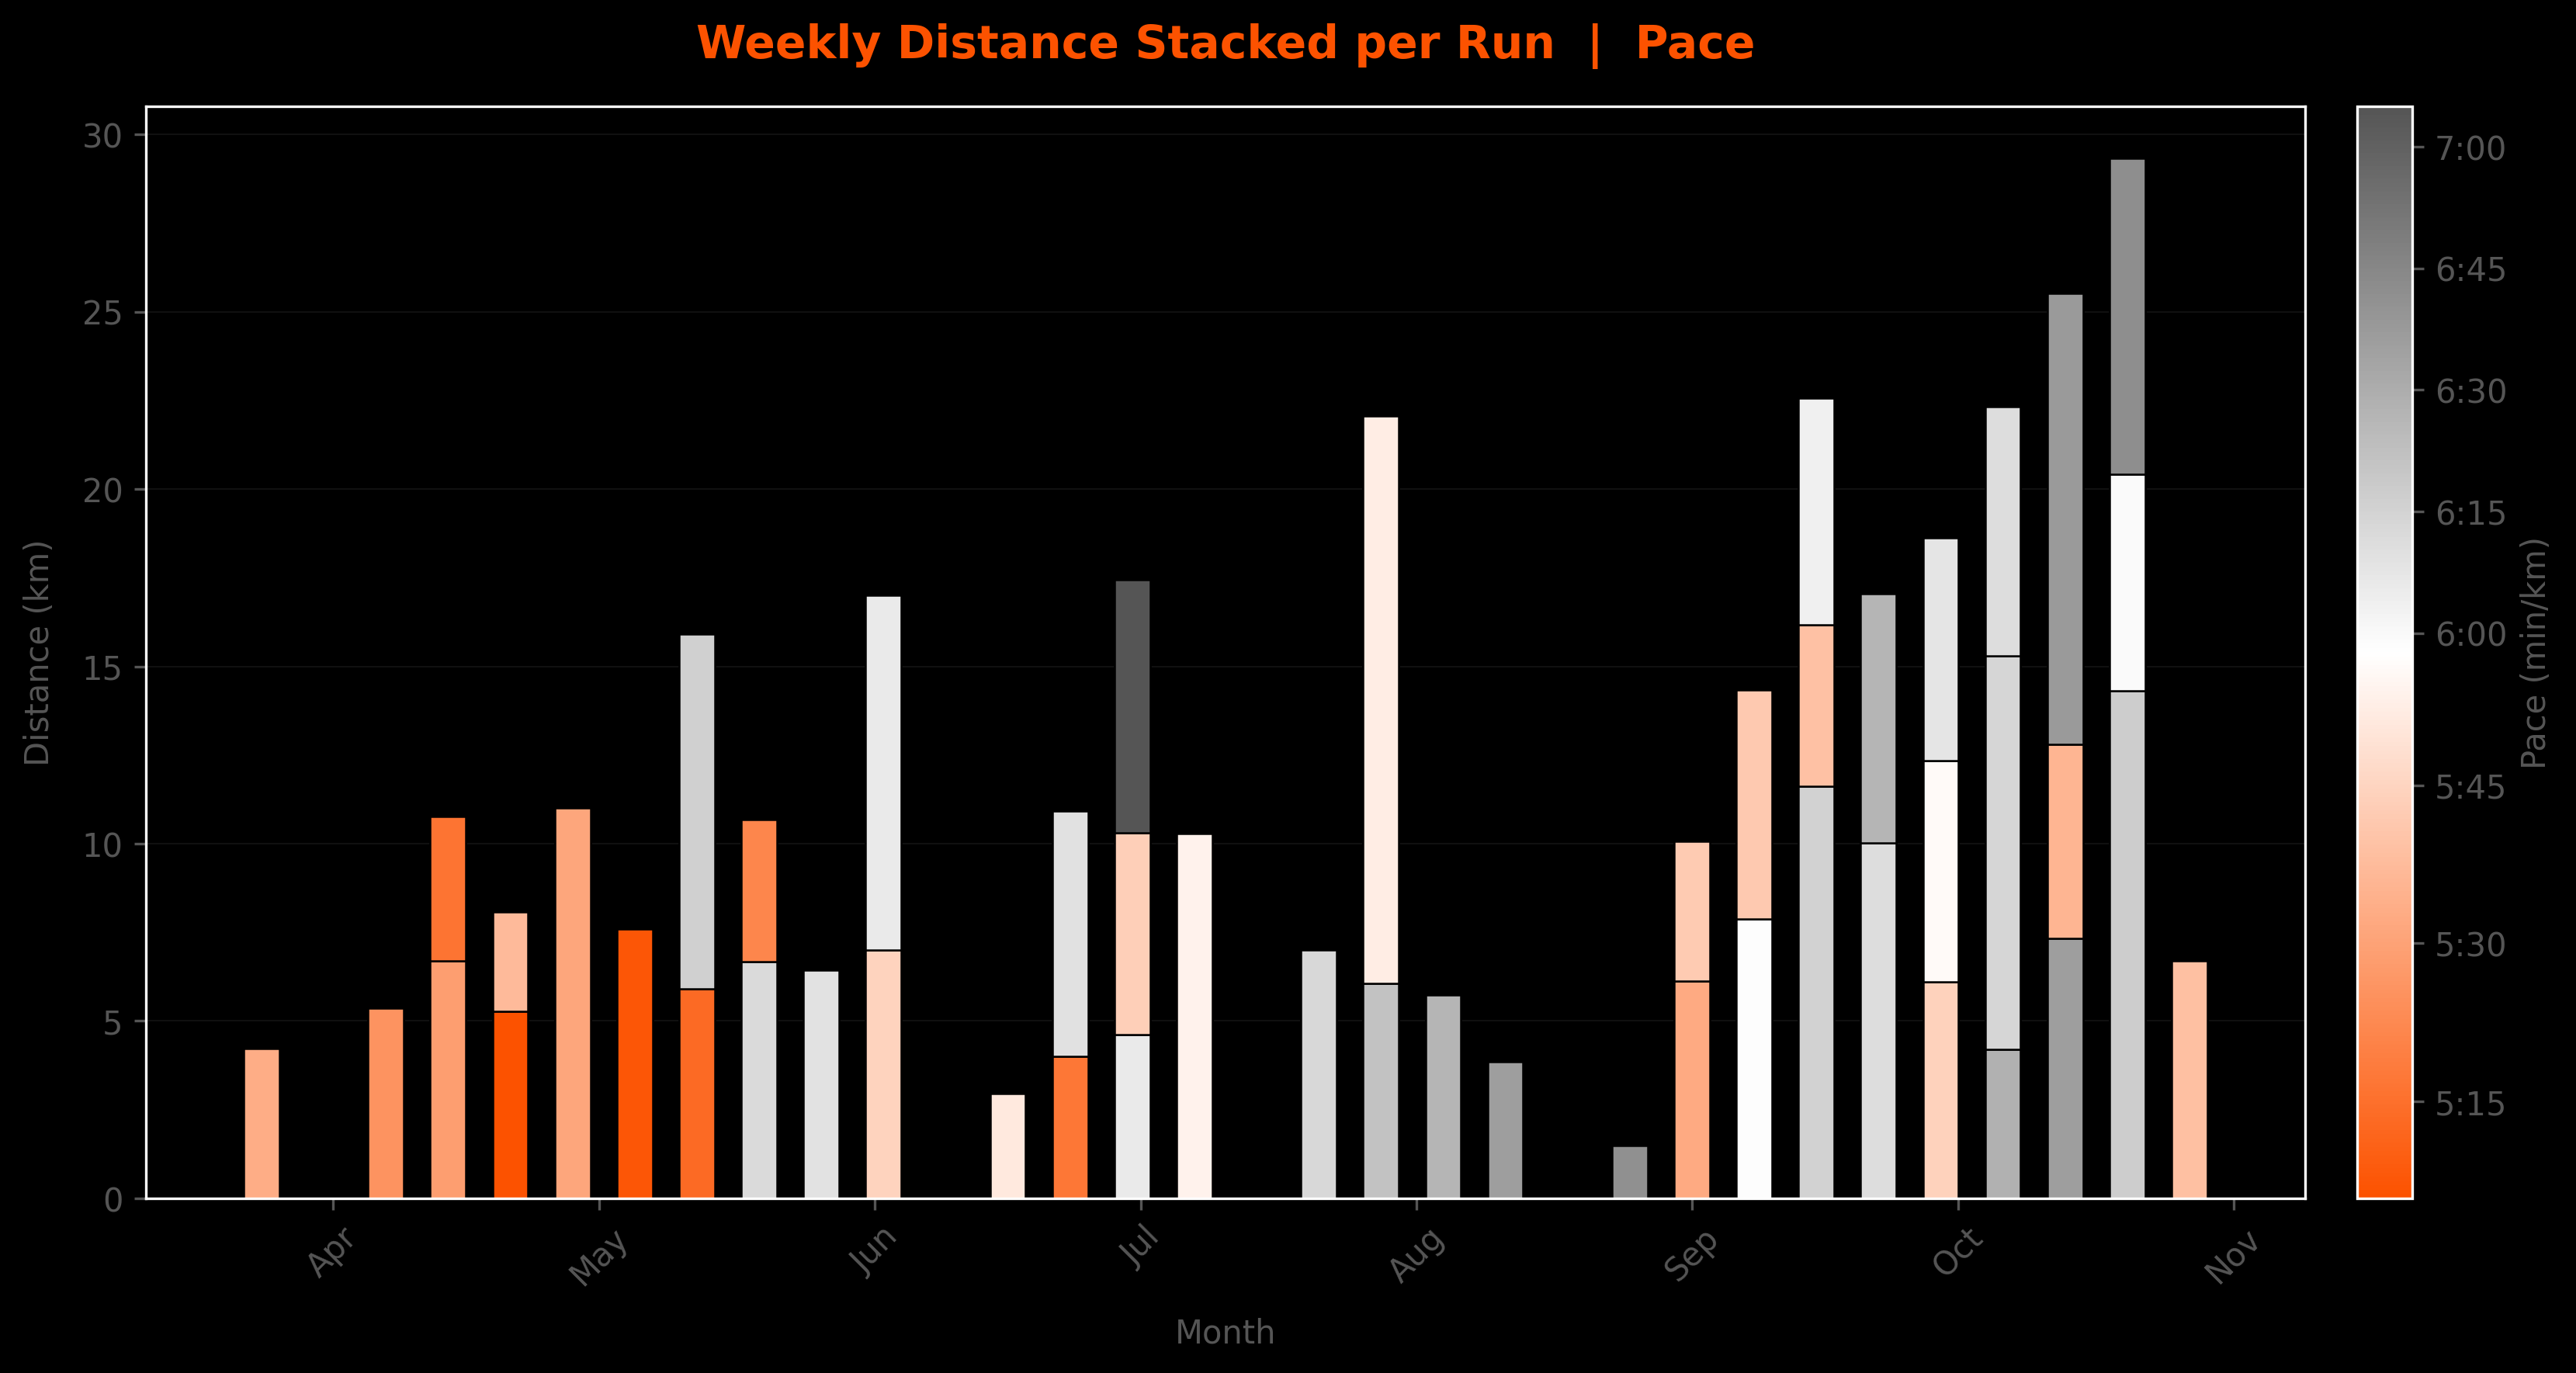 Weekly Distance Stacked per Run | Pace
30
25
20
15
10
5
0
Distance (km)
Apr
May
Jun
Jul
Aug
Sep
Oct
Nov
Month
7:00
6:45
6:30
6:15
6:00
5:45
5:30
5:15
Pace (min/km)